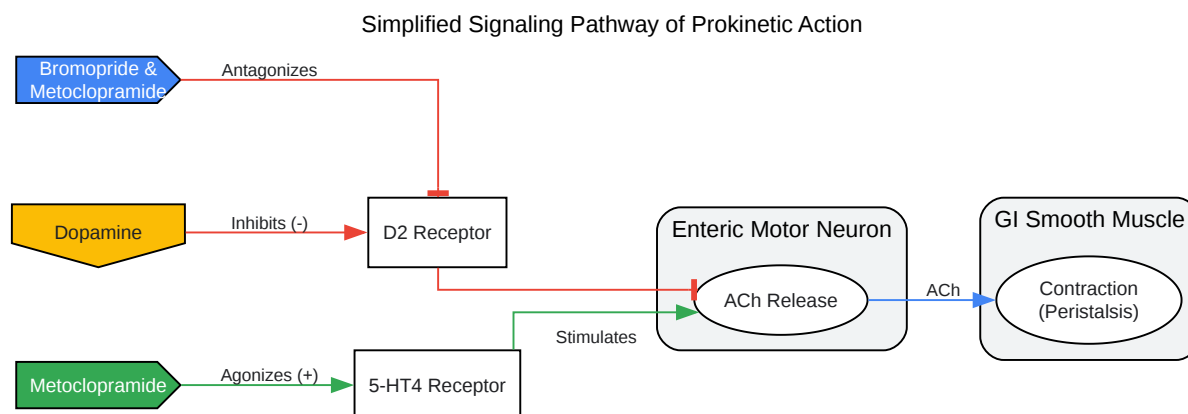 Simplified Signaling Pathway of Prokinetic Action
Bromopride &
Metoclopramide
Antagonizes
Dopamine
Inhibits (-)
D2 Receptor
Enteric Motor Neuron
ACh Release
ACh
GI Smooth Muscle
Contraction
(Peristalsis)
Stimulates
Metoclopramide
Agonizes (+)
5-HT4 Receptor